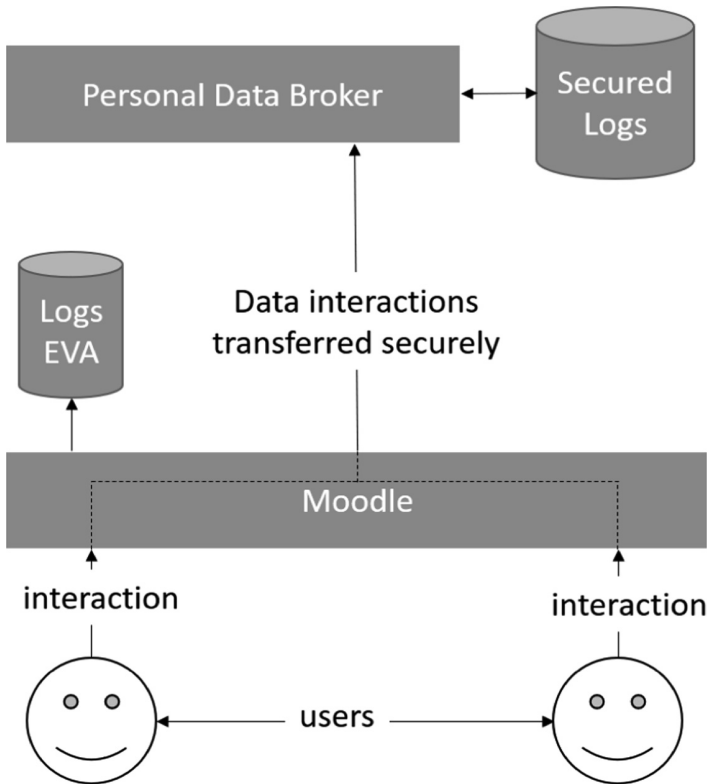 Personal Data Broker
Secured
Logs
Logs
EVA
Data interactions
transferred securely
Moodle
interaction
interaction
users